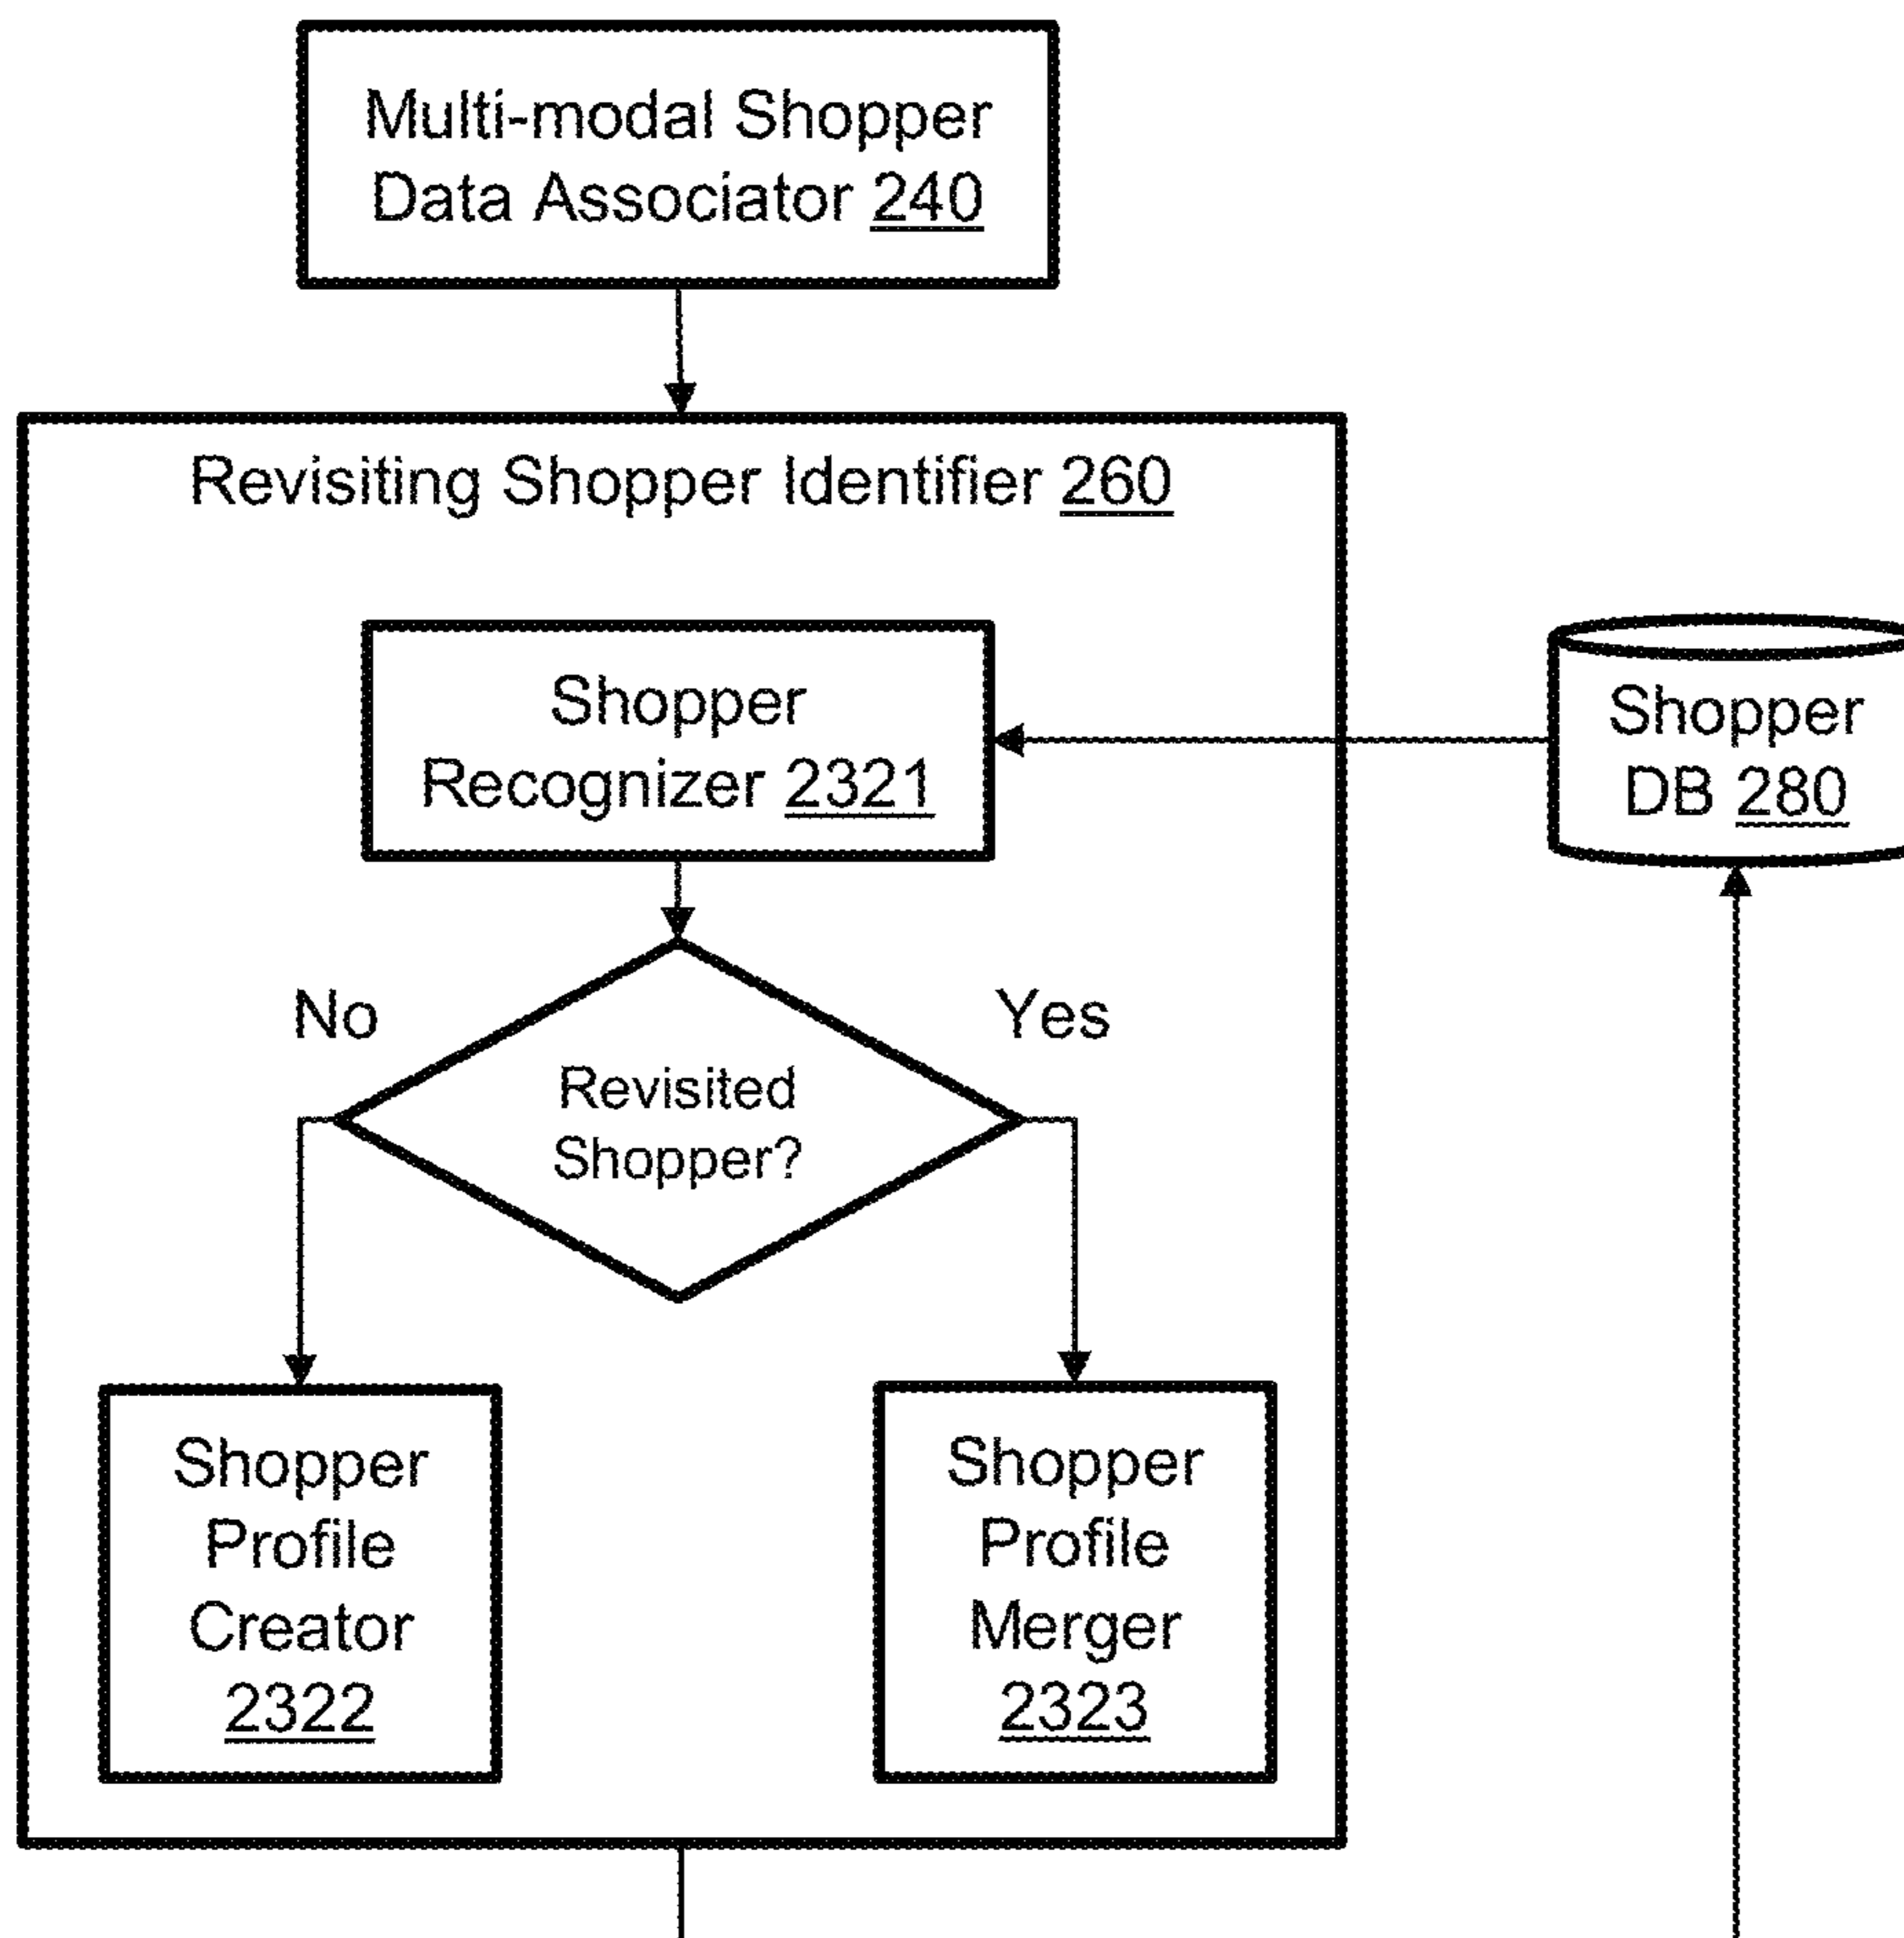 Multi-modal Shopper
Data Associator 240
Revisiting Shopper Identifier 260
Shopper
Recognizer 2321
Shopper
DB 280
No
Yes
Revisited
Shopper?
Shopper
Profile
Creator
2322
Shopper
Profile
Merger
2323